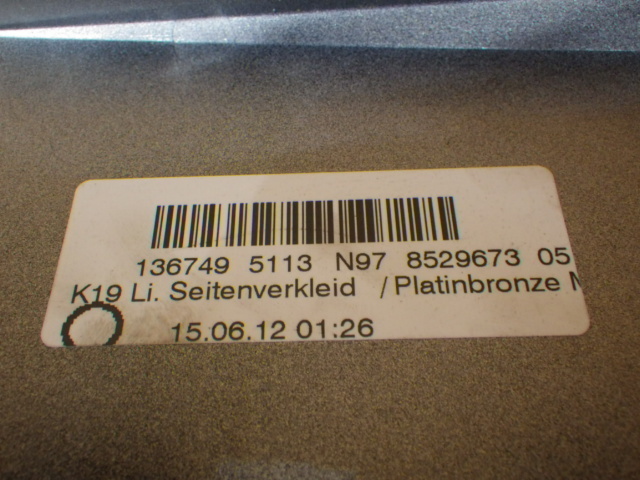 136749 5113 N97 8529673 05
K19 Li. Seitenverkleid /Platinbronze M
15.06.12 01:26